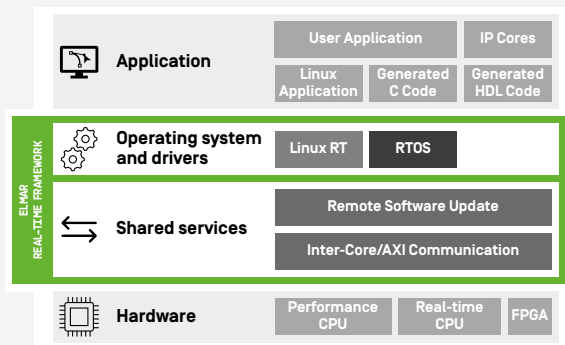 Application
User Application
IP Cores
Linux
Application
Generated
C Code
Generated
HDL Code
ELMAR
REAL-TIME FRAMEWORK
Operating system
and drivers
Linux RT
RTOS
Shared services
Remote Software Update
Inter-Core/AXI Communication
Hardware
Performance
CPU
Real-time
CPU
FPGA